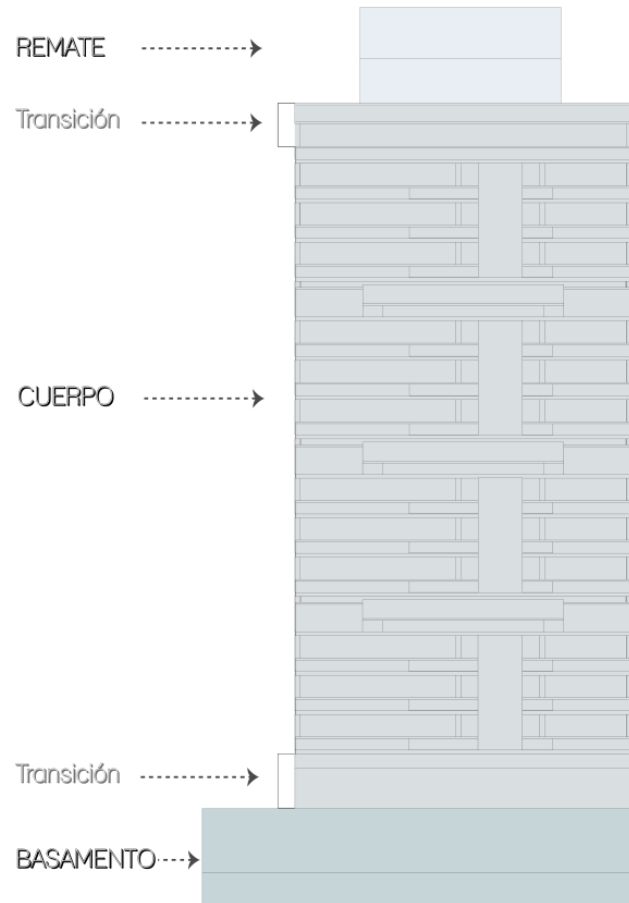 REMATE
Transición
CUERPO
Transición
BASAMENTO